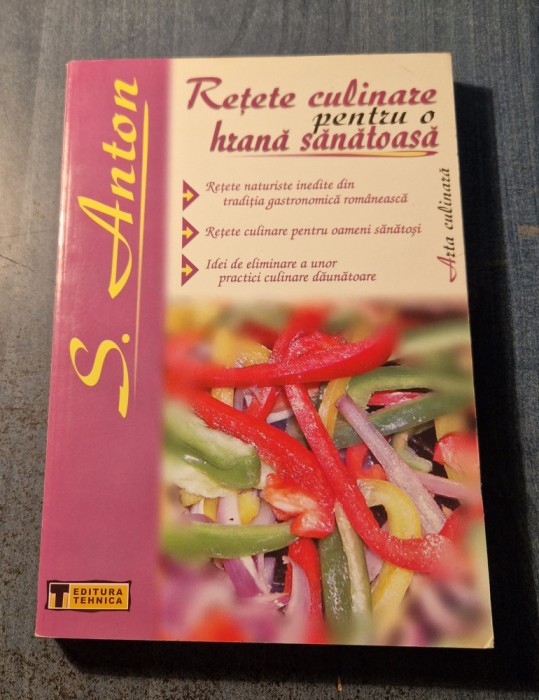 S. Anton
Rețete culinare
pentru o
hrană sănătoasă
Rețete naturiste inedite din
tradiția gastronomică românească
Rețete culinare pentru oameni sănătoși
Idei de eliminare a unor
practici culinare dăunătoare
Arta culinară
T EDITURA
TEHNICA